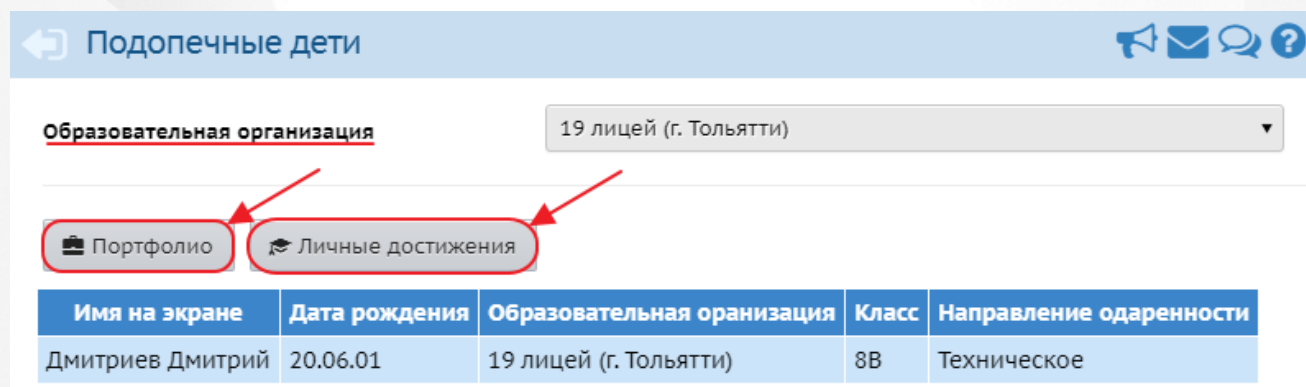 Подопечные дети
Образовательная организация 19 лицей (г. Тольятти)
Портфолио Личные достижения
Имя на экране Дата рождения Образовательная оранизация Класс Направление одаренности
Дмитриев Дмитрий 20.06.01 19 лицей (г. Тольятти) 8В Техническое